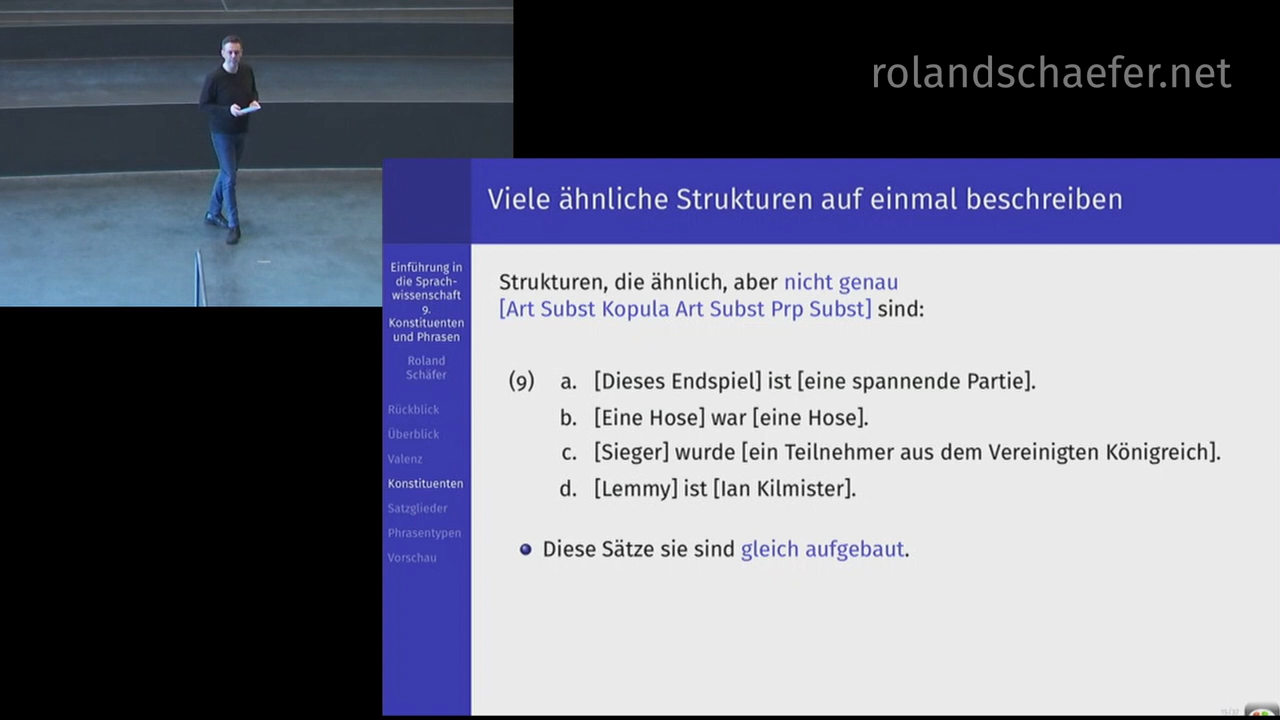 rolandschaefer.net
Viele ähnliche Strukturen auf einmal beschreiben
Einführung in
die Sprach-
wissenschaft
9.
Konstituenten
und Phrasen
Roland
Schäfer
Rückblick
Überblick
Valenz
Konstituenten
Satzglieder
Phrasentypen
Vorschau
Strukturen, die ähnlich, aber nicht genau
[Art Subst Kopula Art Subst Prp Subst] sind:
(9) a. [Dieses Endspiel] ist [eine spannende Partie].
b. [Eine Hose] war [eine Hose].
c. [Sieger] wurde [ein Teilnehmer aus dem Vereinigten Königreich].
d. [Lemmy] ist [Ian Kilmister].
Diese Sätze sie sind gleich aufgebaut.